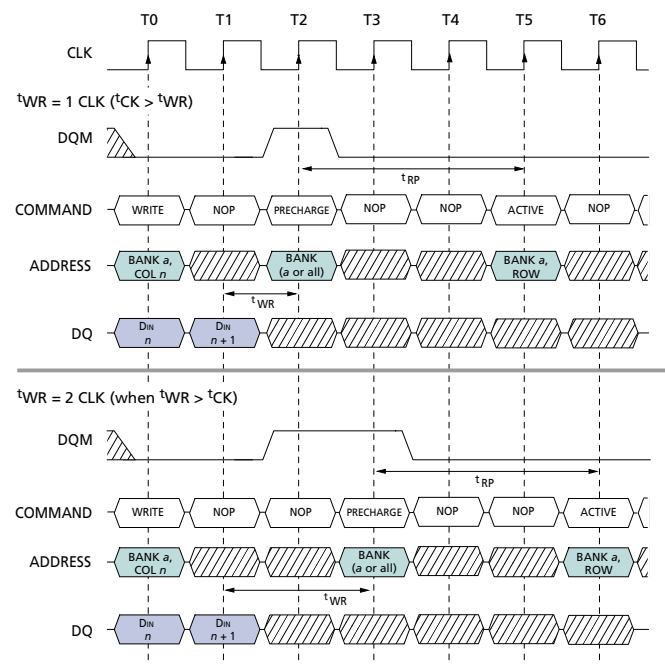 T0 T1 T2 T3 T4 T5 T6
CLK
tWR = 1 CLK (tCK > tWR)
DQM
tRP
COMMAND WRITE NOP PRECHARGE NOP NOP ACTIVE NOP
ADDRESS BANK a, COL n BANK (a or all) BANK a, ROW
tWR
DQ DIN n DIN n + 1
tWR = 2 CLK (when tWR > tCK)
DQM
tRP
COMMAND WRITE NOP NOP PRECHARGE NOP NOP ACTIVE
ADDRESS BANK a, COL n BANK (a or all) BANK a, ROW
tWR
DQ DIN n DIN n + 1